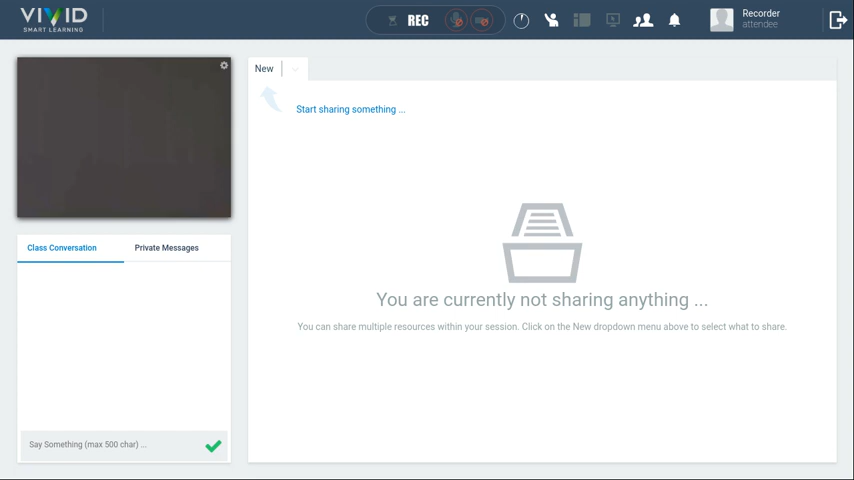 VIVID
SMART LEARNING
REC
Recorder
attendee
New
Start sharing something ...
You are currently not sharing anything ...
You can share multiple resources within your session. Click on the New dropdown menu above to select what to share.
Class Conversation
Private Messages
Say Something (max 500 char) ...